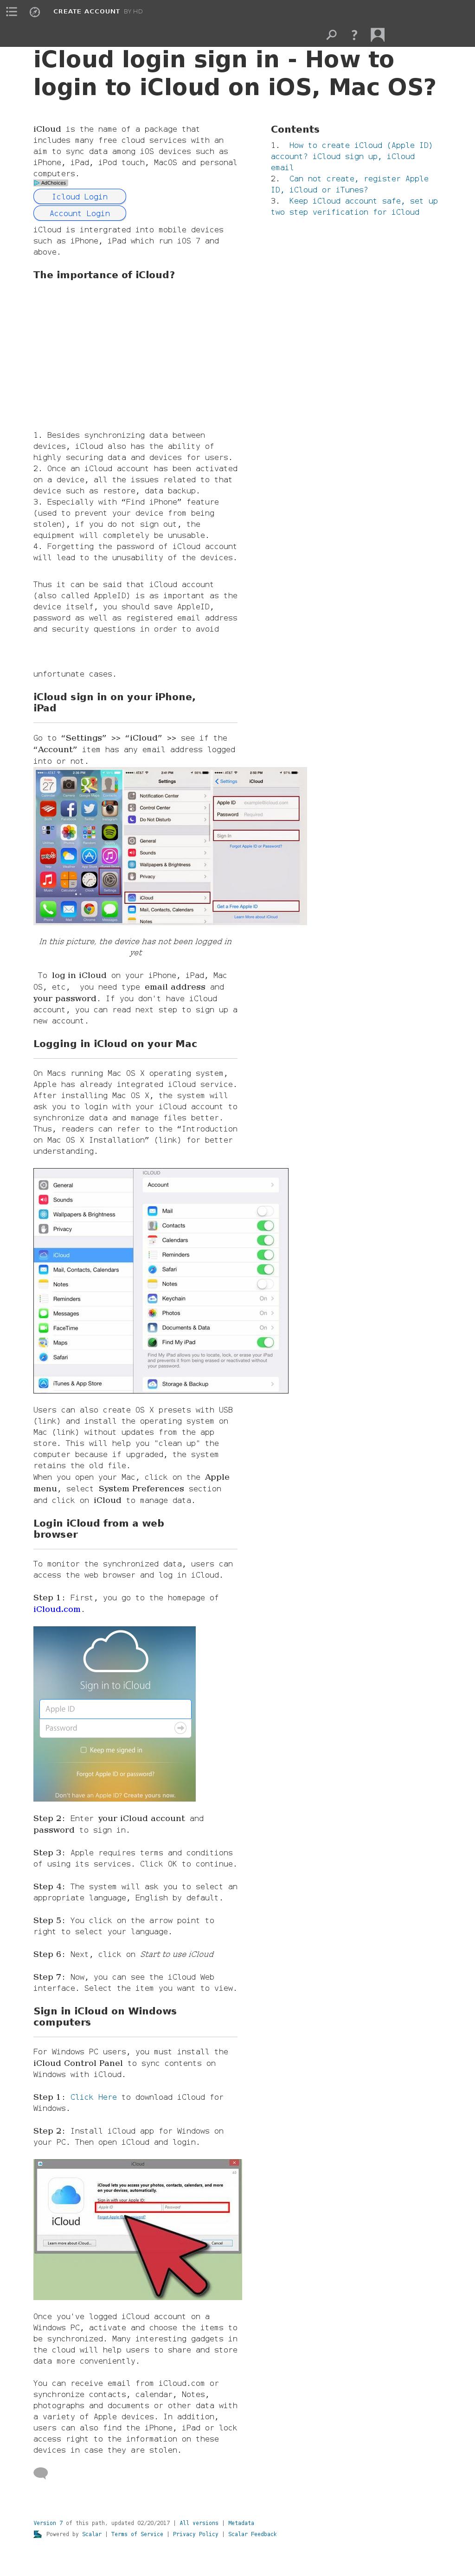 CREATE ACCOUNT BY HD
iCloud login sign in - How to
login to iCloud on iOS, Mac OS?
iCloud is the name of a package that
includes many free cloud services with an
aim to sync data among iOS devices such as
iPhone, iPad, iPod touch, MacOS and personal
computers.
AdChoices
Icloud Login
Account Login
iCloud is intergrated into mobile devices
such as iPhone, iPad which run iOS 7 and
above.
The importance of iCloud?
1. Besides synchronizing data between
devices, iCloud also has the ability of
highly securing data and devices for users.
2. Once an iCloud account has been activated
on a device, all the issues related to that
device such as restore, data backup.
3. Especially with “Find iPhone” feature
(used to prevent your device from being
stolen), if you do not sign out, the
equipment will completely be unusable.
4. Forgetting the password of iCloud account
will lead to the unusability of the devices.
Thus it can be said that iCloud account
(also called AppleID) is as important as the
device itself, you should save AppleID,
password as well as registered email address
and security questions in order to avoid
unfortunate cases.
iCloud sign in on your iPhone,
iPad
Go to “Settings” >> “iCloud” >> see if the
“Account” item has any email address logged
into or not.
Settings
Notification Center
Control Center
Do Not Disturb
General
Sounds
Wallpapers & Brightness
Privacy
iCloud
Mail, Contacts, Calendars
Notes
Settings iCloud
Apple ID example@icloud.com
Password Required
Sign In
Forgot Apple ID or Password?
Get a Free Apple ID
Learn More about iCloud
In this picture, the device has not been logged in
yet
To log in iCloud on your iPhone, iPad, Mac
OS, etc, you need type email address and
your password. If you don't have iCloud
account, you can read next step to sign up a
new account.
Logging in iCloud on your Mac
On Macs running Mac OS X operating system,
Apple has already integrated iCloud service.
After installing Mac OS X, the system will
ask you to login with your iCloud account to
synchronize data and manage files better.
Thus, readers can refer to the “Introduction
on Mac OS X Installation” (link) for better
understanding.
General
Sounds
Wallpapers & Brightness
Privacy
iCloud
Mail, Contacts, Calendars
Notes
Reminders
Messages
FaceTime
Maps
Safari
iTunes & App Store
ICLOUD
Account
Mail
Contacts
Calendars
Reminders
Safari
Notes
Keychain On
Photos On
Documents & Data On
Find My iPad
Find My iPad allows you to locate, lock, or erase your iPad
and prevents it from being erased or reactivated without
your password.
Storage & Backup
Users can also create OS X presets with USB
(link) and install the operating system on
Mac (link) without updates from the app
store. This will help you "clean up" the
computer because if upgraded, the system
retains the old file.
When you open your Mac, click on the Apple
menu, select System Preferences section
and click on iCloud to manage data.
Login iCloud from a web
browser
To monitor the synchronized data, users can
access the web browser and log in iCloud.
Step 1: First, you go to the homepage of
iCloud.com.
Sign in to iCloud
Apple ID
Password
Keep me signed in
Forgot Apple ID or password?
Don't have an Apple ID? Create yours now.
Step 2: Enter your iCloud account and
password to sign in.
Step 3: Apple requires terms and conditions
of using its services. Click OK to continue.
Step 4: The system will ask you to select an
appropriate language, English by default.
Step 5: You click on the arrow point to
right to select your language.
Step 6: Next, click on Start to use iCloud
Step 7: Now, you can see the iCloud Web
interface. Select the item you want to view.
Sign in iCloud on Windows
computers
For Windows PC users, you must install the
iCloud Control Panel to sync contents on
Windows with iCloud.
Step 1: Click Here to download iCloud for
Windows.
Step 2: Install iCloud app for Windows on
your PC. Then open iCloud and login.
iCloud
iCloud lets you access your photos, contacts, calendars, and more
on your devices, automatically.
Sign in with your Apple ID:
Apple ID Password
iCloud
Learn more about iCloud...
Cancel
Once you've logged iCloud account on a
Windows PC, activate and choose the items to
be synchronized. Many interesting gadgets in
the cloud will help users to share and store
data more conveniently.
You can receive email from iCloud.com or
synchronize contacts, calendar, Notes,
photographs and documents or other data with
a variety of Apple devices. In addition,
users can also find the iPhone, iPad or lock
access right to the information on these
devices in case they are stolen.
Contents
1. How to create iCloud (Apple ID)
account? iCloud sign up, iCloud
email
2. Can not create, register Apple
ID, iCloud or iTunes?
3. Keep iCloud account safe, set up
two step verification for iCloud
Version 7 of this path, updated 02/20/2017 | All versions | Metadata
Powered by Scalar | Terms of Service | Privacy Policy | Scalar Feedback